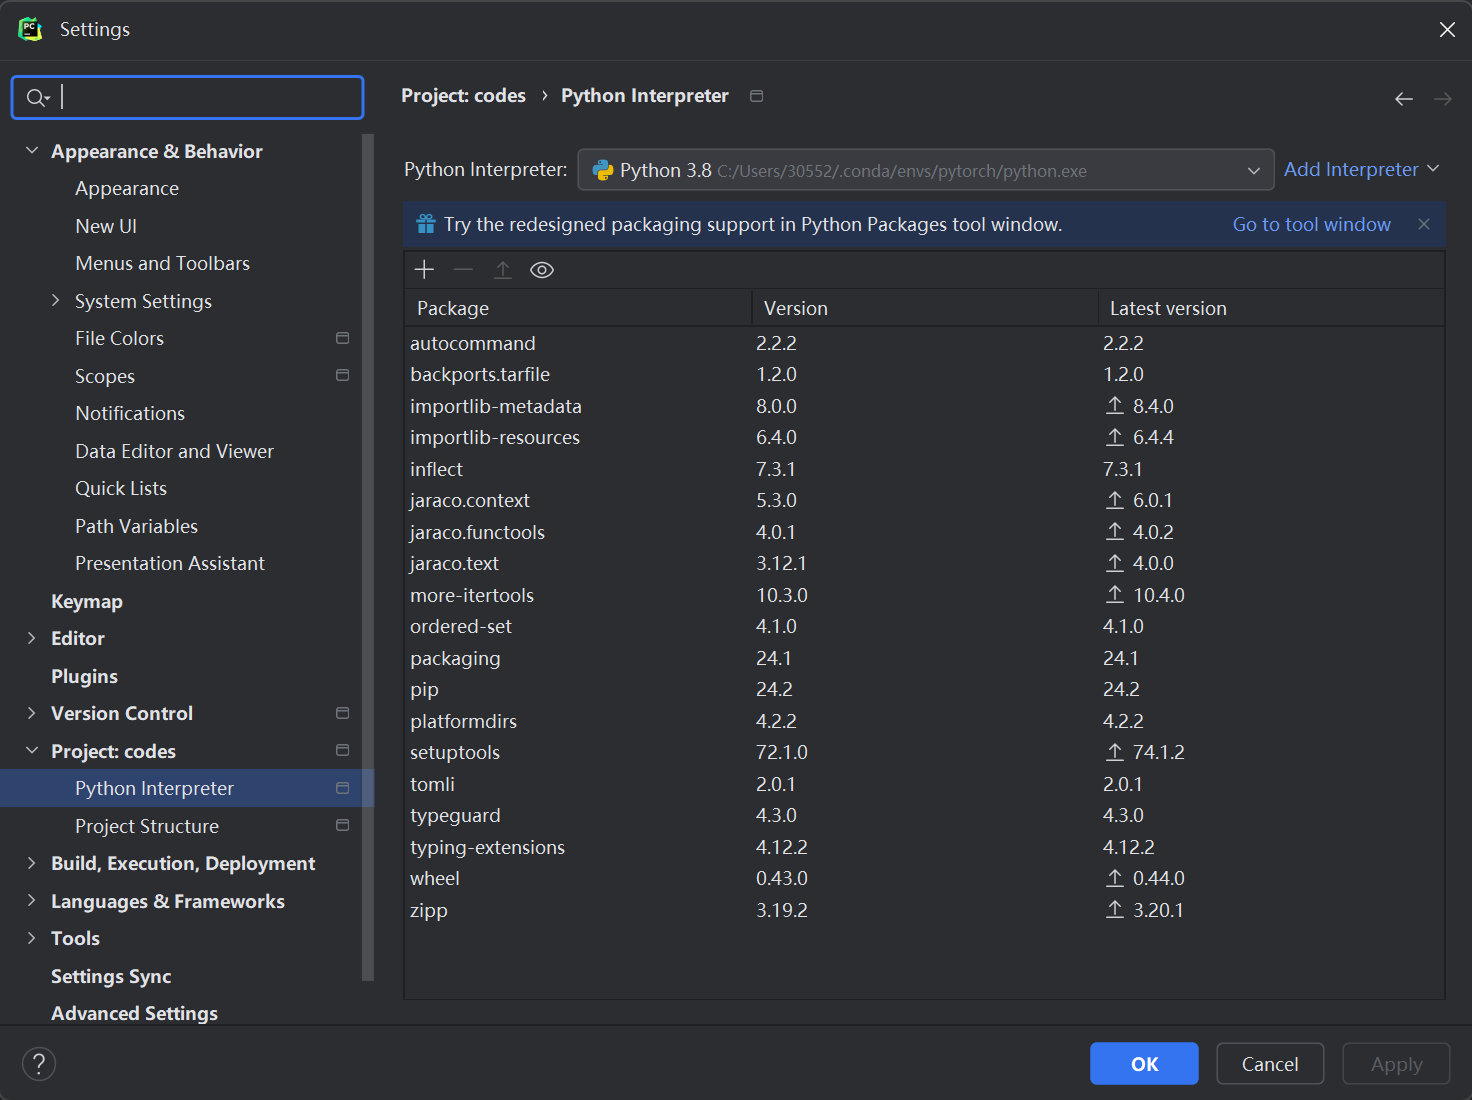 Settings
Appearance & Behavior
Appearance
New UI
Menus and Toolbars
System Settings
File Colors
Scopes
Notifications
Data Editor and Viewer
Quick Lists
Path Variables
Presentation Assistant
Keymap
Editor
Plugins
Version Control
Project: codes
Python Interpreter
Project Structure
Build, Execution, Deployment
Languages & Frameworks
Tools
Settings Sync
Advanced Settings
Project: codes › Python Interpreter
Python Interpreter: Python 3.8 C:/Users/30552/.conda/envs/pytorch/python.exe Add Interpreter
Try the redesigned packaging support in Python Packages tool window. Go to tool window
Package Version Latest version
autocommand 2.2.2 2.2.2
backports.tarfile 1.2.0 1.2.0
importlib-metadata 8.0.0 8.4.0
importlib-resources 6.4.0 6.4.4
inflect 7.3.1 7.3.1
jaraco.context 5.3.0 6.0.1
jaraco.functools 4.0.1 4.0.2
jaraco.text 3.12.1 4.0.0
more-itertools 10.3.0 10.4.0
ordered-set 4.1.0 4.1.0
packaging 24.1 24.1
pip 24.2 24.2
platformdirs 4.2.2 4.2.2
setuptools 72.1.0 74.1.2
tomli 2.0.1 2.0.1
typeguard 4.3.0 4.3.0
typing-extensions 4.12.2 4.12.2
wheel 0.43.0 0.44.0
zipp 3.19.2 3.20.1
? OK Cancel Apply